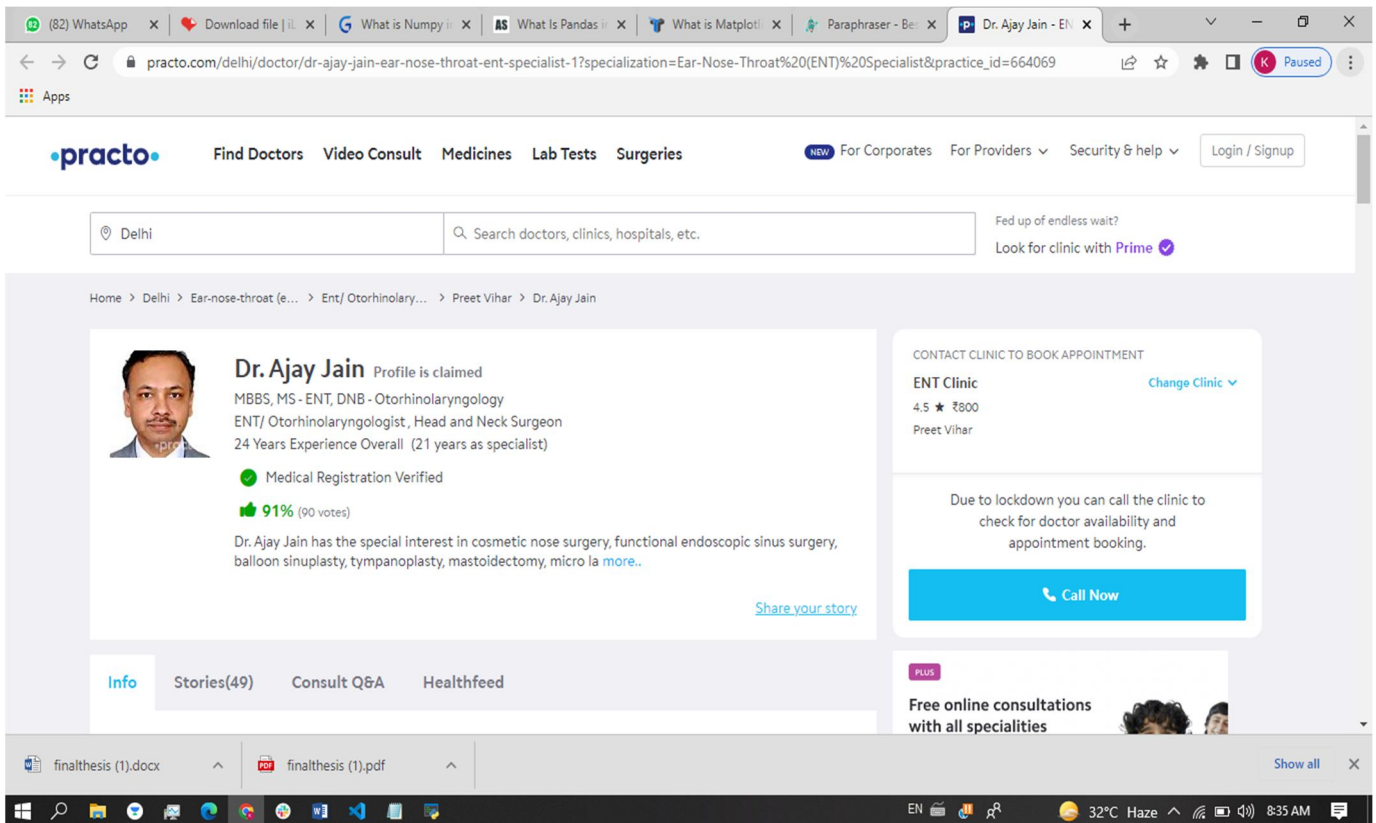 (82) WhatsApp
Download file | iL
What is Numpy in
What Is Pandas in
What is Matplotli
Paraphraser - Bes
Dr. Ajay Jain - EN
practo.com/delhi/doctor/dr-ajay-jain-ear-nose-throat-ent-specialist-1?specialization=Ear-Nose-Throat%20(ENT)%20Specialist&practice_id=664069
K Paused
Apps
practo
Find Doctors Video Consult Medicines Lab Tests Surgeries
NEW For Corporates For Providers Security & help Login / Signup
Delhi
Search doctors, clinics, hospitals, etc.
Fed up of endless wait?
Look for clinic with Prime
Home > Delhi > Ear-nose-throat (e... > Ent/ Otorhinolary... > Preet Vihar > Dr. Ajay Jain
Dr. Ajay Jain Profile is claimed
MBBS, MS - ENT, DNB - Otorhinolaryngology
ENT/ Otorhinolaryngologist, Head and Neck Surgeon
24 Years Experience Overall (21 years as specialist)
Medical Registration Verified
91% (90 votes)
Dr. Ajay Jain has the special interest in cosmetic nose surgery, functional endoscopic sinus surgery,
balloon sinuplasty, tympanoplasty, mastoidectomy, micro la more..
Share your story
CONTACT CLINIC TO BOOK APPOINTMENT
ENT Clinic Change Clinic
4.5 ★ ₹800
Preet Vihar
Due to lockdown you can call the clinic to
check for doctor availability and
appointment booking.
Call Now
Info Stories(49) Consult Q&A Healthfeed
PLUS
Free online consultations
with all specialities
finalthesis (1).docx
finalthesis (1).pdf
Show all
EN 32°C Haze 8:35 AM